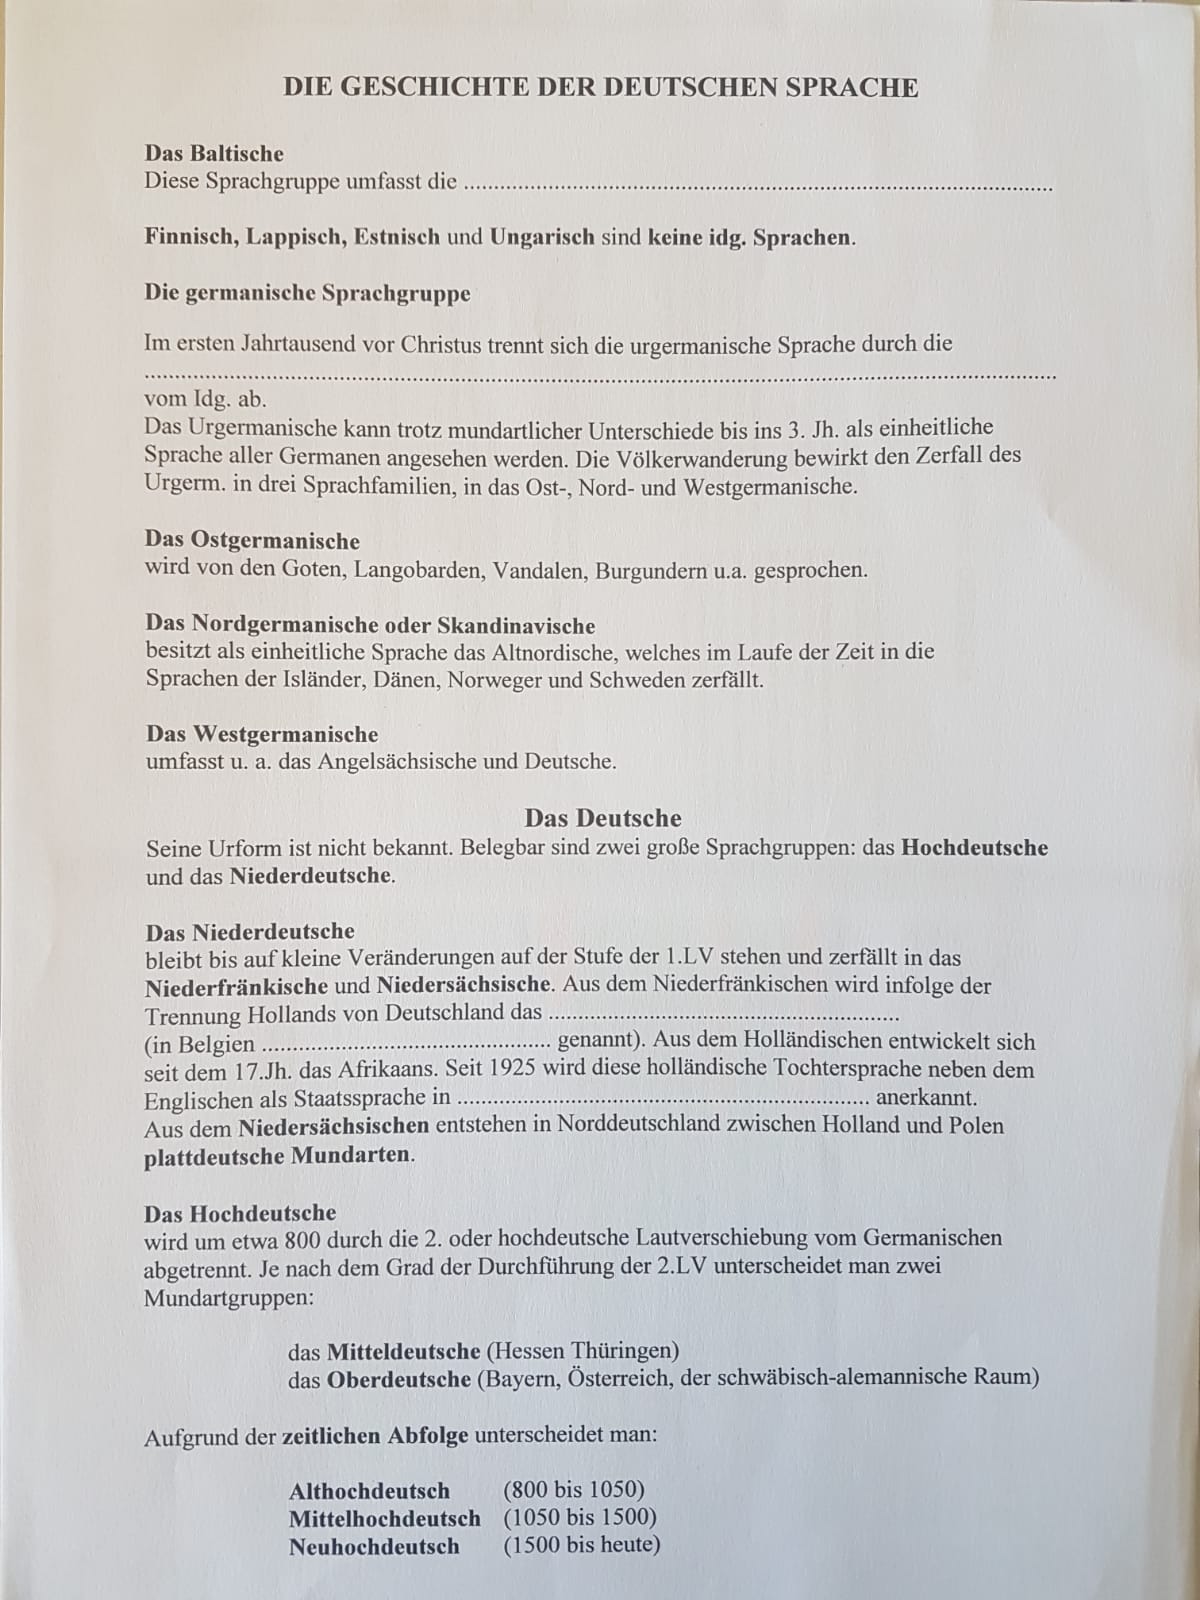 DIE GESCHICHTE DER DEUTSCHEN SPRACHE
Das Baltische
Diese Sprachgruppe umfasst die ................................................................................
Finnisch, Lappisch, Estnisch und Ungarisch sind keine idg. Sprachen.
Die germanische Sprachgruppe
Im ersten Jahrtausend vor Christus trennt sich die urgermanische Sprache durch die
................................................................................................................................
vom Idg. ab.
Das Urgermanische kann trotz mundartlicher Unterschiede bis ins 3. Jh. als einheitliche
Sprache aller Germanen angesehen werden. Die Völkerwanderung bewirkt den Zerfall des
Urgerm. in drei Sprachfamilien, in das Ost-, Nord- und Westgermanische.
Das Ostgermanische
wird von den Goten, Langobarden, Vandalen, Burgundern u.a. gesprochen.
Das Nordgermanische oder Skandinavische
besitzt als einheitliche Sprache das Altnordische, welches im Laufe der Zeit in die
Sprachen der Isländer, Dänen, Norweger und Schweden zerfällt.
Das Westgermanische
umfasst u. a. das Angelsächsische und Deutsche.
Das Deutsche
Seine Urform ist nicht bekannt. Belegbar sind zwei große Sprachgruppen: das Hochdeutsche
und das Niederdeutsche.
Das Niederdeutsche
bleibt bis auf kleine Veränderungen auf der Stufe der 1.LV stehen und zerfällt in das
Niederfränkische und Niedersächsische. Aus dem Niederfränkischen wird infolge der
Trennung Hollands von Deutschland das ..................................................
(in Belgien ......................................... genannt). Aus dem Holländischen entwickelt sich
seit dem 17.Jh. das Afrikaans. Seit 1925 wird diese holländische Tochtersprache neben dem
Englischen als Staatssprache in ........................................................... anerkannt.
Aus dem Niedersächsischen entstehen in Norddeutschland zwischen Holland und Polen
plattdeutsche Mundarten.
Das Hochdeutsche
wird um etwa 800 durch die 2. oder hochdeutsche Lautverschiebung vom Germanischen
abgetrennt. Je nach dem Grad der Durchführung der 2.LV unterscheidet man zwei
Mundartgruppen:
das Mitteldeutsche (Hessen Thüringen)
das Oberdeutsche (Bayern, Österreich, der schwäbisch-alemannische Raum)
Aufgrund der zeitlichen Abfolge unterscheidet man:
Althochdeutsch (800 bis 1050)
Mittelhochdeutsch (1050 bis 1500)
Neuhochdeutsch (1500 bis heute)